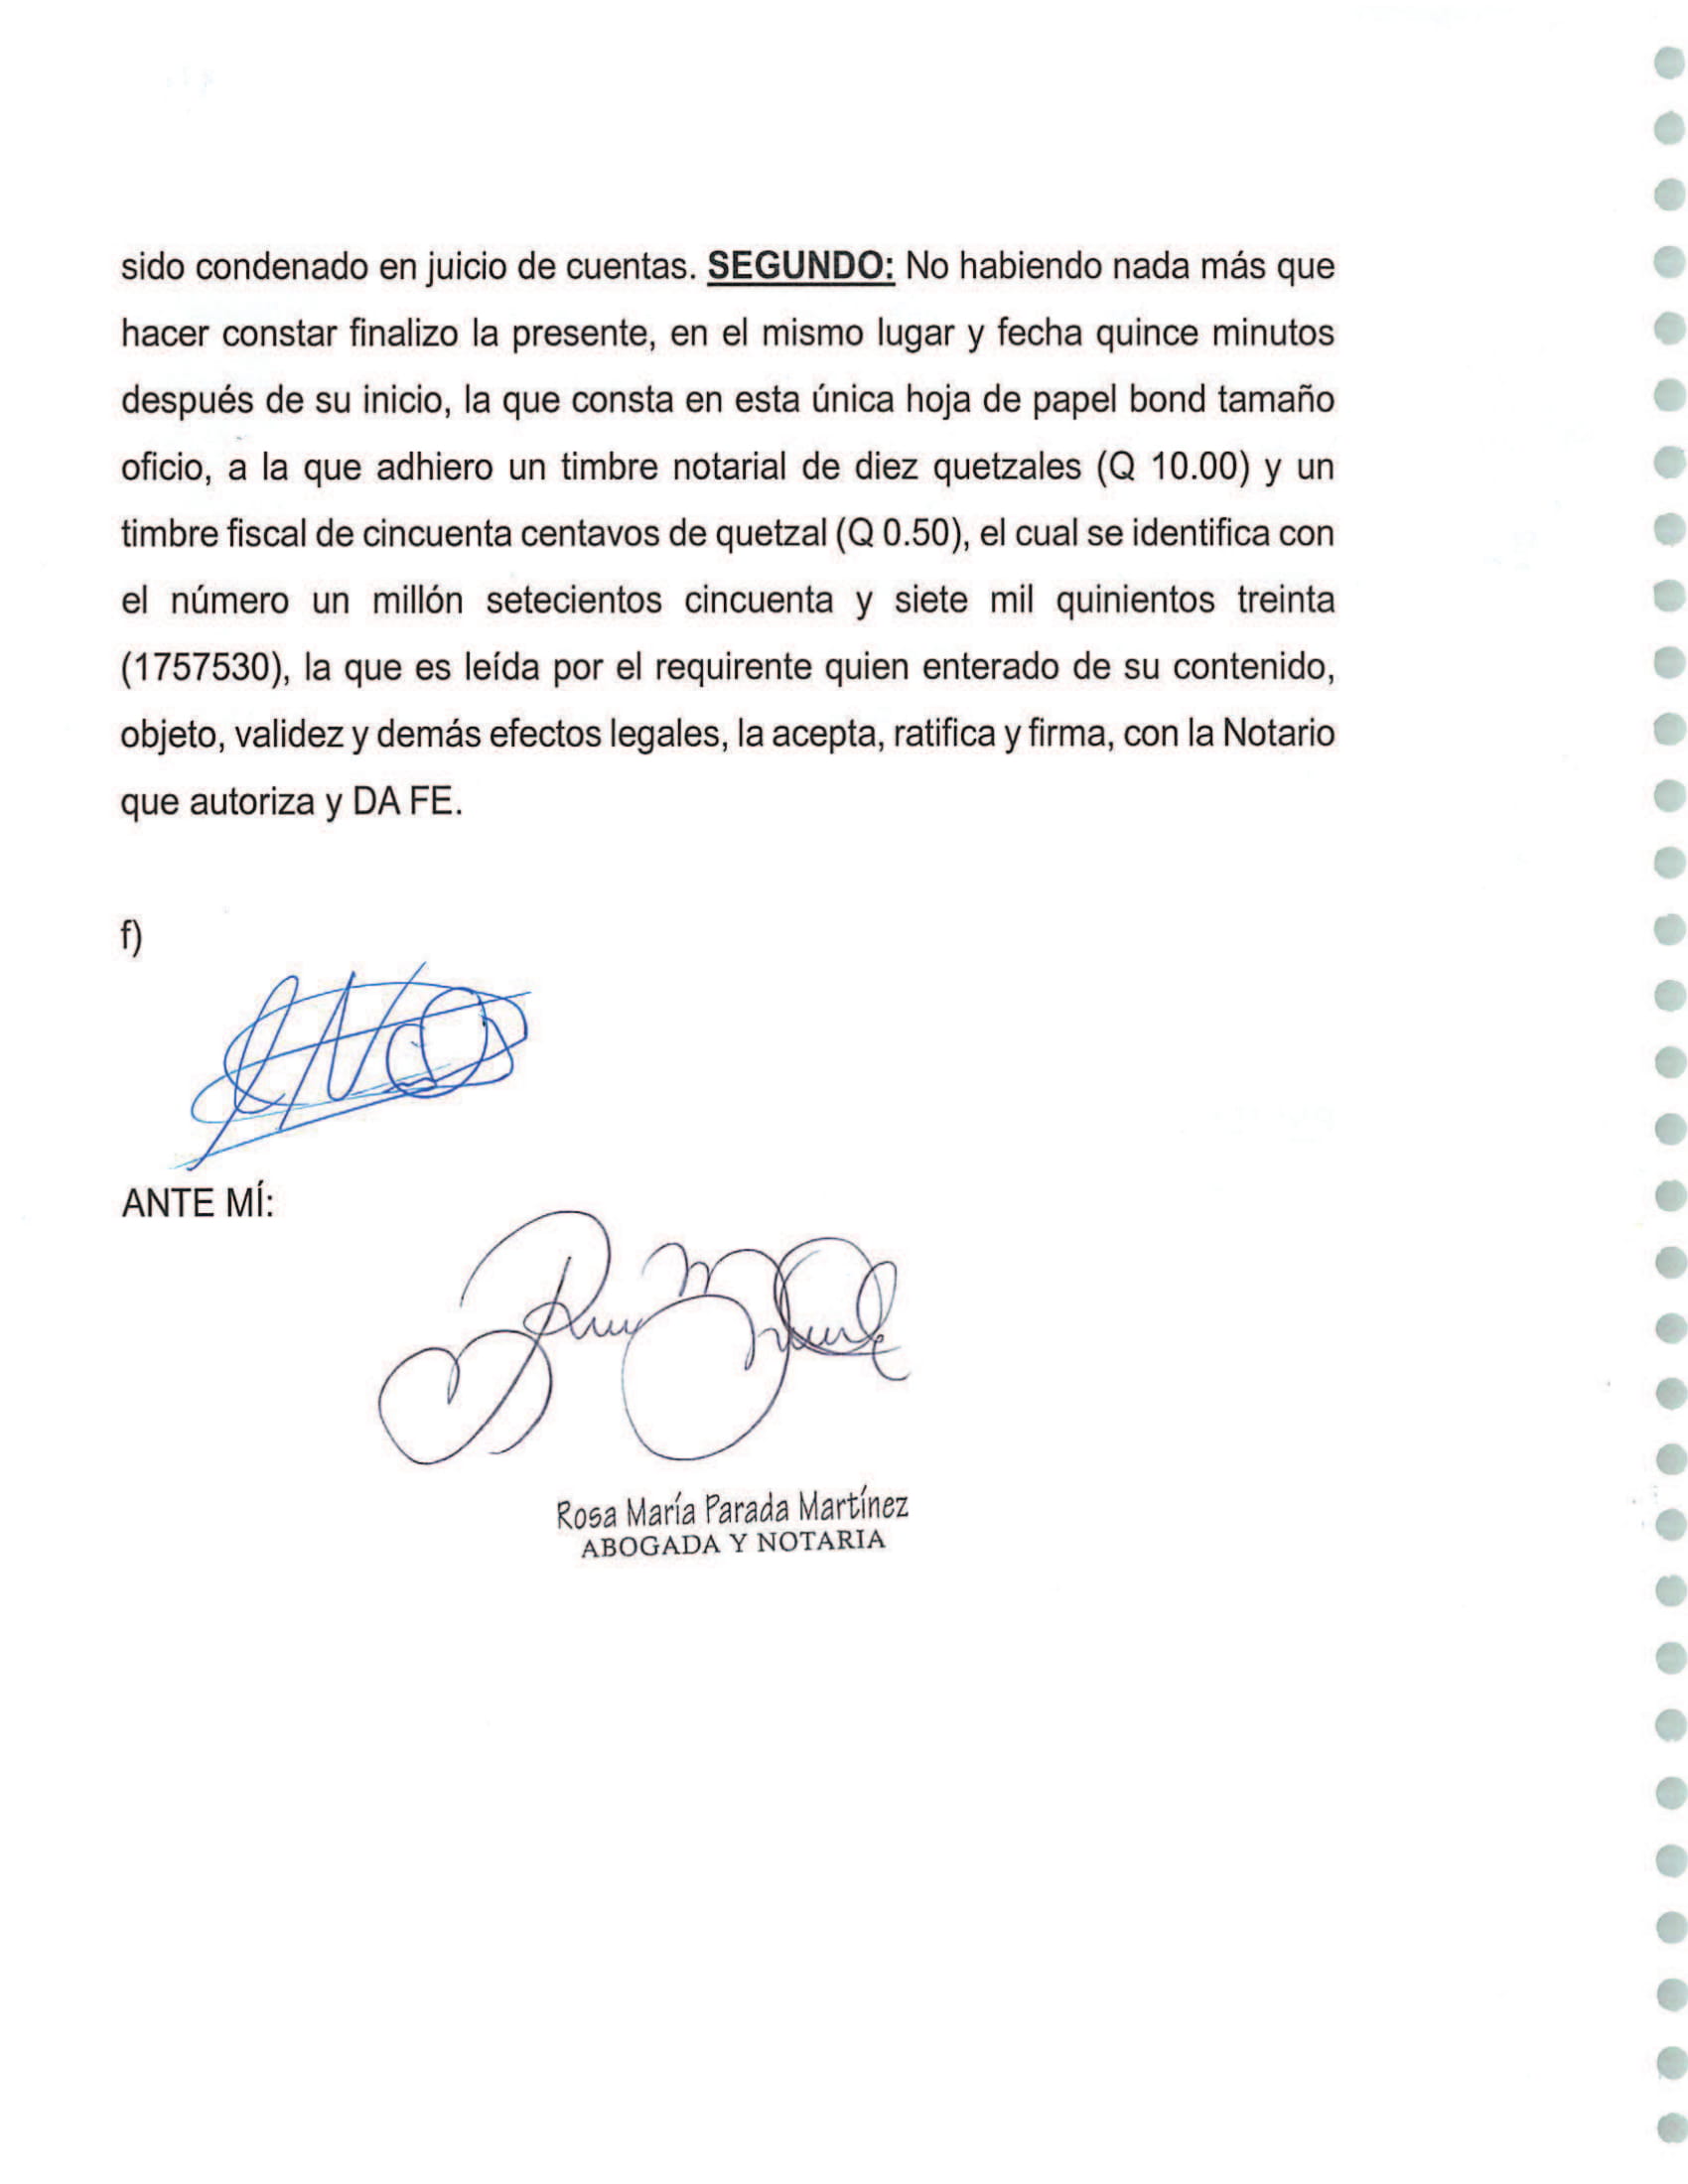 sido condenado en juicio de cuentas. SEGUNDO: No habiendo nada más que
hacer constar finalizo la presente, en el mismo lugar y fecha quince minutos
después de su inicio, la que consta en esta única hoja de papel bond tamaño
oficio, a la que adhiero un timbre notarial de diez quetzales (Q 10.00) y un
timbre fiscal de cincuenta centavos de quetzal (Q 0.50), el cual se identifica con
el número un millón setecientos cincuenta y siete mil quinientos treinta
(1757530), la que es leída por el requirente quien enterado de su contenido,
objeto, validez y demás efectos legales, la acepta, ratifica y firma, con la Notario
que autoriza y DA FE.
f)
ANTE MÍ:
Rosa María Parada Martínez
ABOGADA Y NOTARIA